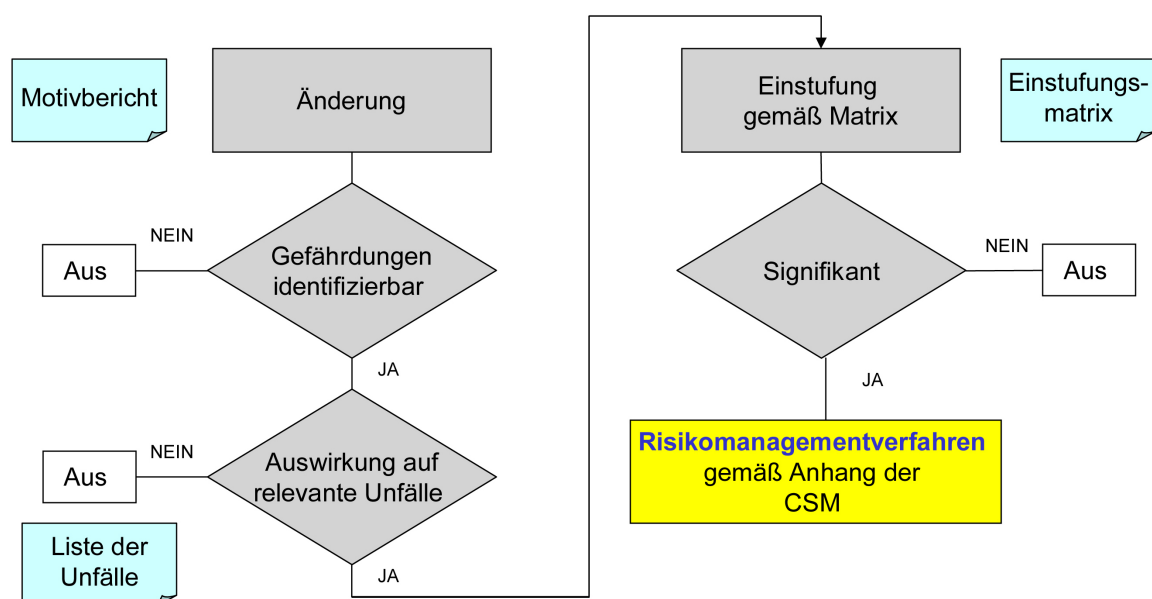 Motivbericht
Änderung
NEIN
Aus
Gefährdungen
identifizierbar
JA
NEIN
Aus
Auswirkung auf
relevante Unfälle
Liste der
Unfälle
JA
Einstufung
gemäß Matrix
Einstufungs-
matrix
Signifikant
NEIN
Aus
JA
Risikomanagementverfahren
gemäß Anhang der
CSM